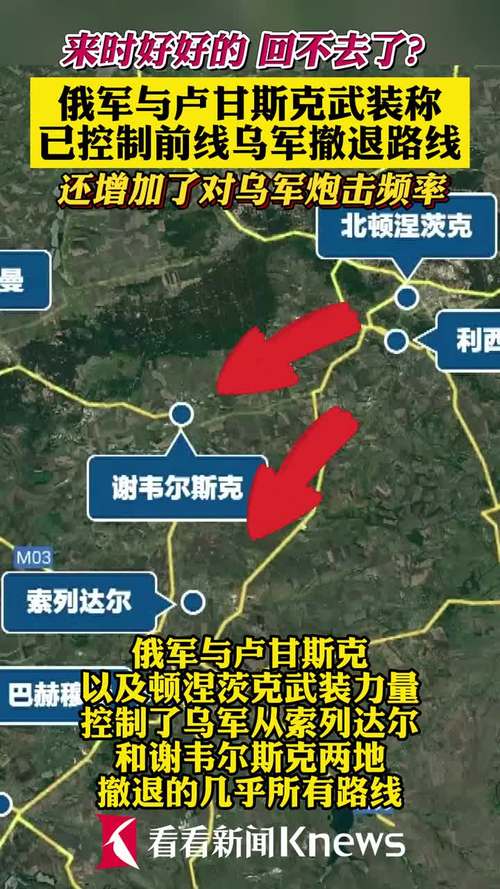 来时好好的 回不去了?
俄军与卢甘斯克武装称
已控制前线乌军撤退路线
还增加了对乌军炮击频率
北顿涅茨克
曼
利西
谢韦尔斯克
M03
索列达尔
巴赫穆
俄军与卢甘斯克
以及顿涅茨克武装力量
控制了乌军从索列达尔
和谢韦尔斯克两地
撤退的几乎所有路线
看看新闻Knews